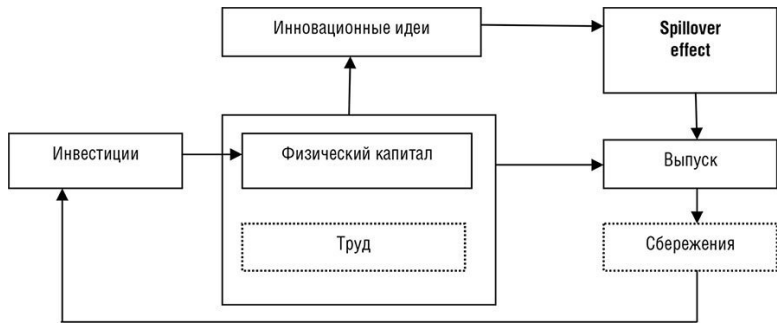 Инновационные идеи
Spillover
effect
Инвестиции
Физический капитал
Выпуск
Труд
Сбережения